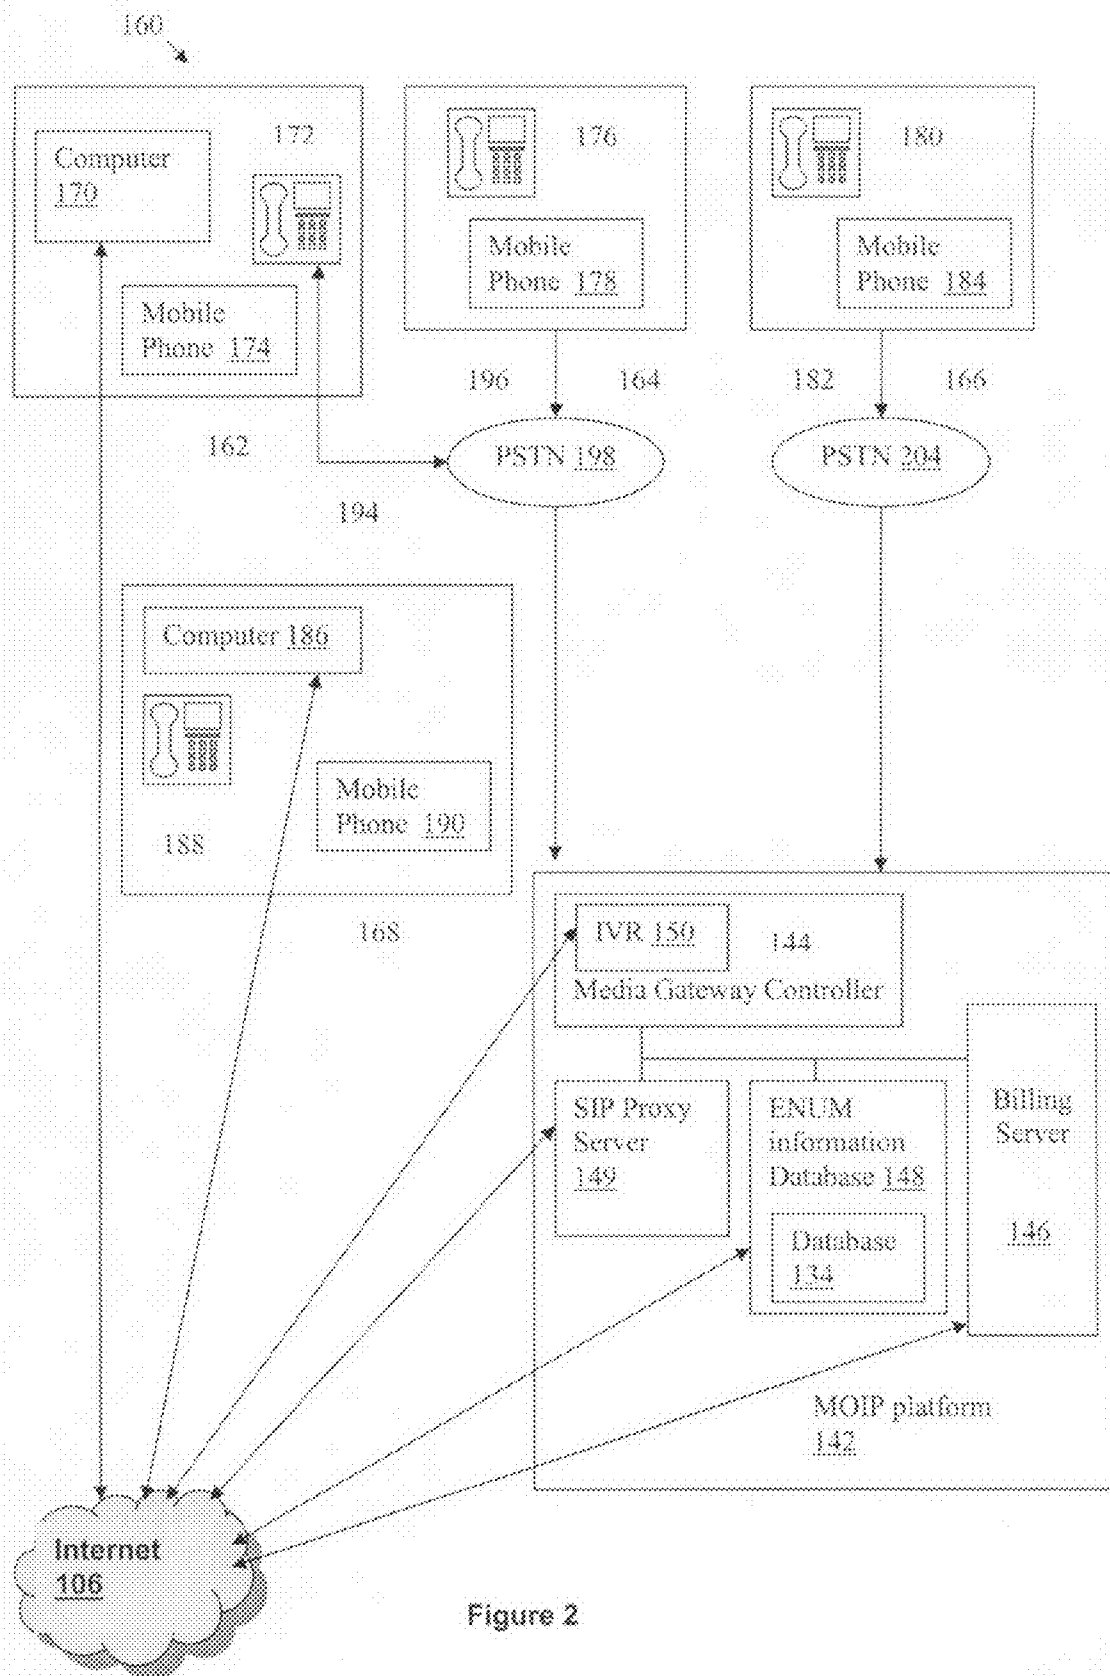 160
Computer
170
172
Mobile
Phone 174
176
Mobile
Phone 178
180
Mobile
Phone 184
162
196
164
182
166
PSTN 198
PSTN 204
194
Computer 186
Mobile
Phone 190
188
168
IVR 150
144
Media Gateway Controller
SIP Proxy
Server
149
ENUM
information
Database 148
Database
134
Billing
Server
146
MOIP platform
142
Internet
106
Figure 2